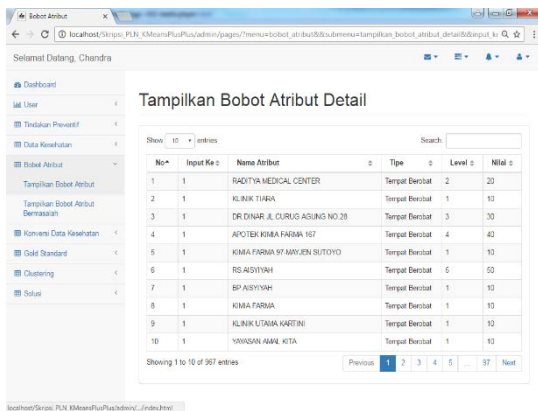 Bobot Atribut
localhost/Skripsi_PLN_KMeansPlusPlus/admin/pages/?menu=bobot_atribut&submenu=tampilkan_bobot_atribut_detail&input_ke
Selamat Datang, Chandra
Dashboard
User
Tindakan Preventif
Data Kesehatan
Bobot Atribut
Tampilkan Bobot Atribut
Tampilkan Bobot Atribut
Bermasalah
Konversi Data Kesehatan
Gold Standard
Clustering
Solusi
Tampilkan Bobot Atribut Detail
Show 10 entries Search:
No Input Ke Nama Atribut Tipe Level Nilai
1 1 RADITYA MEDICAL CENTER Tempat Berobat 2 20
2 1 KLINIK TIARA Tempat Berobat 1 10
3 1 DR DINAR JL CURUG AGUNG NO.28 Tempat Berobat 3 30
4 1 APOTEK KIMIA FARMA 167 Tempat Berobat 4 40
5 1 KIMIA FARMA 97-MAYJEN SUTOYO Tempat Berobat 1 10
6 1 RS.AISYIYAH Tempat Berobat 5 50
7 1 BP AISYIYAH Tempat Berobat 1 10
8 1 KIMIA FARMA Tempat Berobat 1 10
9 1 KLINIK UTAMA KARTINI Tempat Berobat 1 10
10 1 YAYASAN AMAL KITA Tempat Berobat 1 10
Showing 1 to 10 of 967 entries Previous 1 2 3 4 5 ... 97 Next
localhost/Skripsi_PLN_KMeansPlusPlus/admin/../index.html